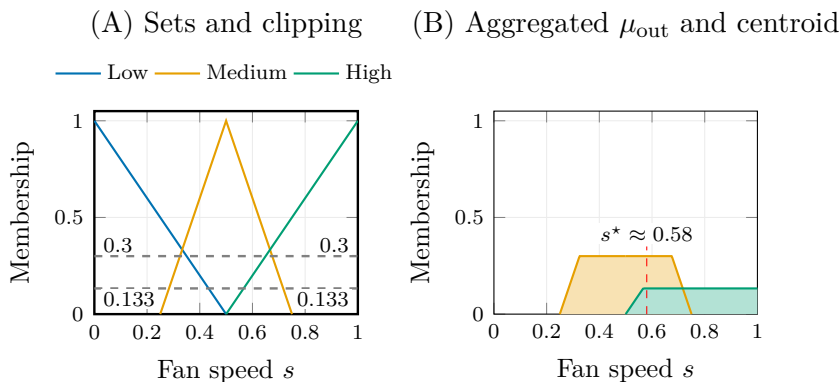 (A) Sets and clipping
(B) Aggregated μout and centroid
Low Medium High
Membership
1
0.5
0
0.3 0.3
0.133 0.133
0 0.2 0.4 0.6 0.8 1
Fan speed s
Membership
1
0.5
0
s⋆ ≈ 0.58
0 0.2 0.4 0.6 0.8 1
Fan speed s